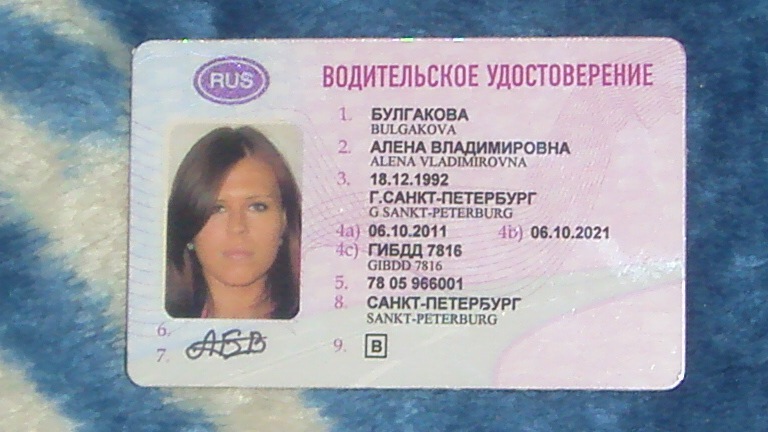 RUS
ВОДИТЕЛЬСКОЕ УДОСТОВЕРЕНИЕ
1. БУЛГАКОВА
BULGAKOVA
2. АЛЕНА ВЛАДИМИРОВНА
ALENA VLADIMIROVNA
3. 18.12.1992
Г.САНКТ-ПЕТЕРБУРГ
G SANKT-PETERBURG
4a) 06.10.2011 4b) 06.10.2021
4c) ГИБДД 7816
GIBDD 7816
5. 78 05 966001
8. САНКТ-ПЕТЕРБУРГ
SANKT-PETERBURG
6.
7. АБВ
9. B